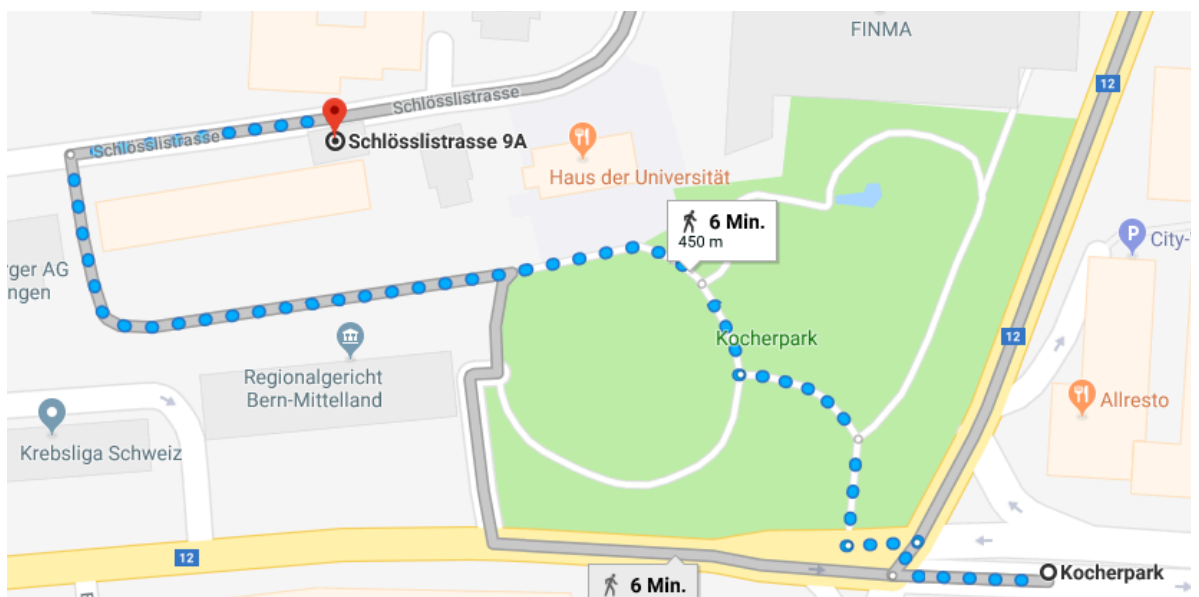 FINMA
12
Schlösslistrasse
Schlösslistrasse
Schlösslistrasse 9A
Haus der Universität
6 Min.
450 m
City-
rger AG
ngen
12
Kocherpark
Regionalgericht
Bern-Mittelland
Allresto
Krebsliga Schweiz
12
Kocherpark
6 Min.